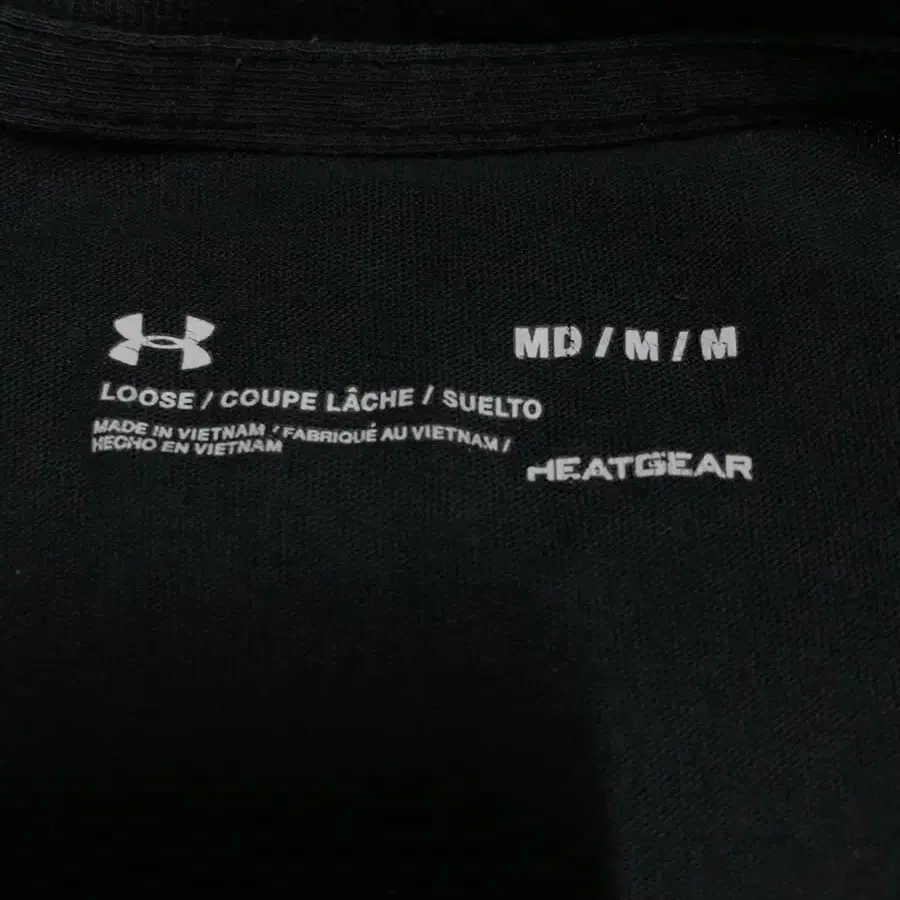 MD / M / M
LOOSE / COUPE LÂCHE / SUELTO
MADE IN VIETNAM / FABRIQUÉ AU VIETNAM /
HECHO EN VIETNAM
HEATGEAR